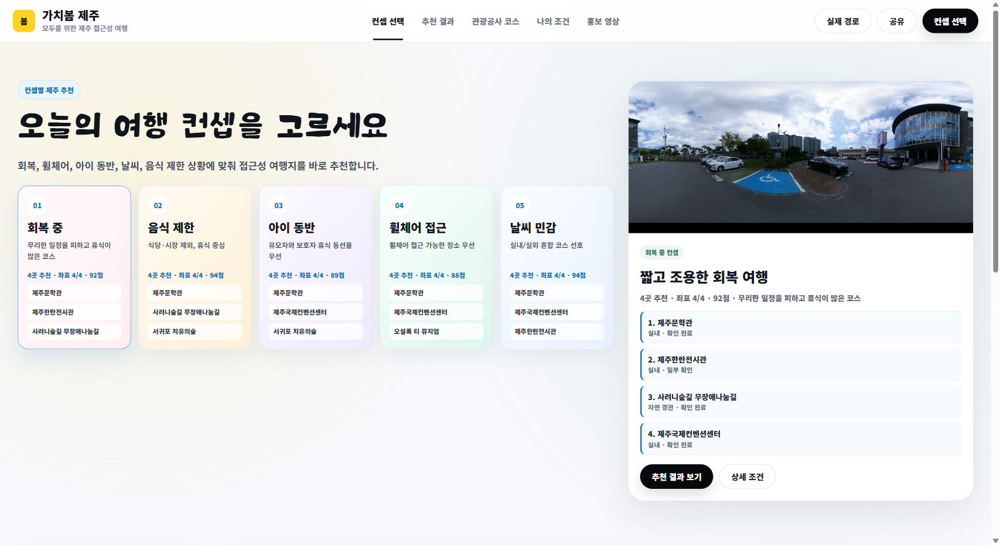 봄
가치봄 제주
모두를 위한 제주 접근성 여행
컨셉 선택
추천 결과
관광공사 코스
나의 조건
홍보 영상
실제 경로
공유
컨셉 선택
컨셉별 제주 추천
오늘의 여행 컨셉을 고르세요
회복, 휠체어, 아이 동반, 날씨, 음식 제한 상황에 맞춰 접근성 여행지를 바로 추천합니다.
01
회복 중
무리한 일정을 피하고 휴식이
많은 코스
4곳 추천 · 좌표 4/4 · 92점
제주문학관
제주한란전시관
사려니숲길 무장애나눔길
02
음식 제한
식당·시장 제외, 휴식 중심
4곳 추천 · 좌표 4/4 · 94점
제주문학관
사려니숲길 무장애나눔길
서귀포 치유의숲
03
아이 동반
유모차와 보호자 휴식 동선을
우선
4곳 추천 · 좌표 4/4 · 89점
제주문학관
제주국제컨벤션센터
서귀포 치유의숲
04
휠체어 접근
휠체어 접근 가능한 장소 우선
4곳 추천 · 좌표 4/4 · 88점
제주문학관
제주국제컨벤션센터
오설록 티 뮤지엄
05
날씨 민감
실내/실외 혼합 코스 선호
4곳 추천 · 좌표 4/4 · 94점
제주문학관
제주국제컨벤션센터
제주한란전시관
회복 중 컨셉
짧고 조용한 회복 여행
4곳 추천 · 좌표 4/4 · 92점 · 무리한 일정을 피하고 휴식이 많은 코스
1. 제주문학관
실내 · 확인 완료
2. 제주한란전시관
실내 · 일부 확인
3. 사려니숲길 무장애나눔길
자연 경관 · 확인 완료
4. 제주국제컨벤션센터
실내 · 확인 완료
추천 결과 보기
상세 조건